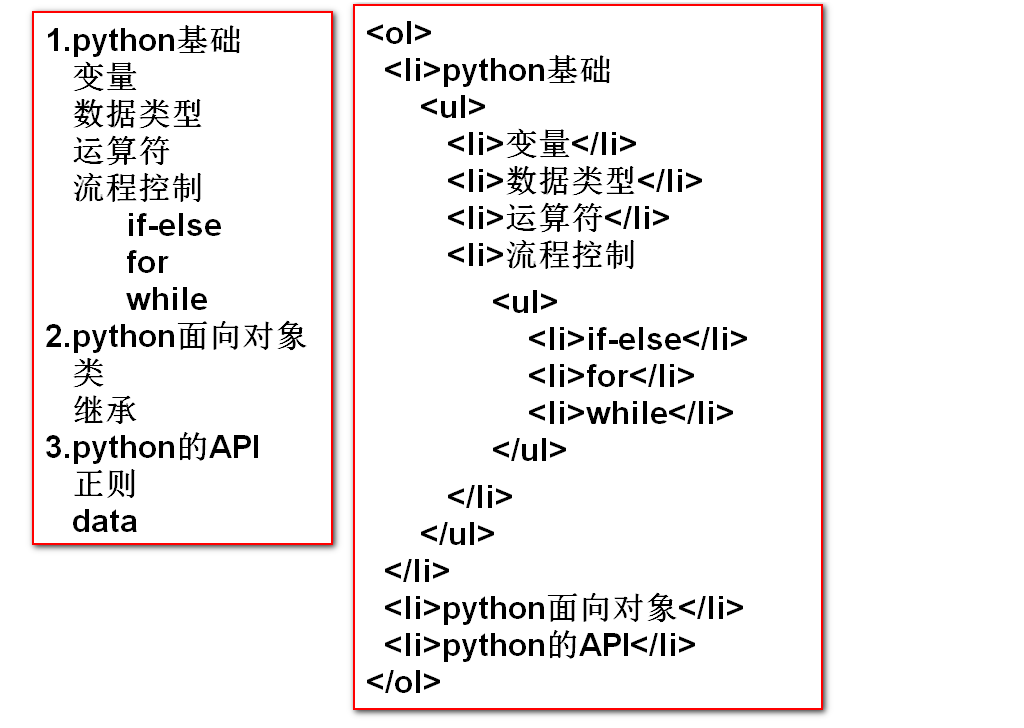 1.python基础
变量
数据类型
运算符
流程控制
if-else
for
while
2.python面向对象
类
继承
3.python的API
正则
data
<ol>
<li>python基础
<ul>
<li>变量</li>
<li>数据类型</li>
<li>运算符</li>
<li>流程控制
<ul>
<li>if-else</li>
<li>for</li>
<li>while</li>
</ul>
</li>
</ul>
</li>
<li>python面向对象</li>
<li>python的API</li>
</ol>